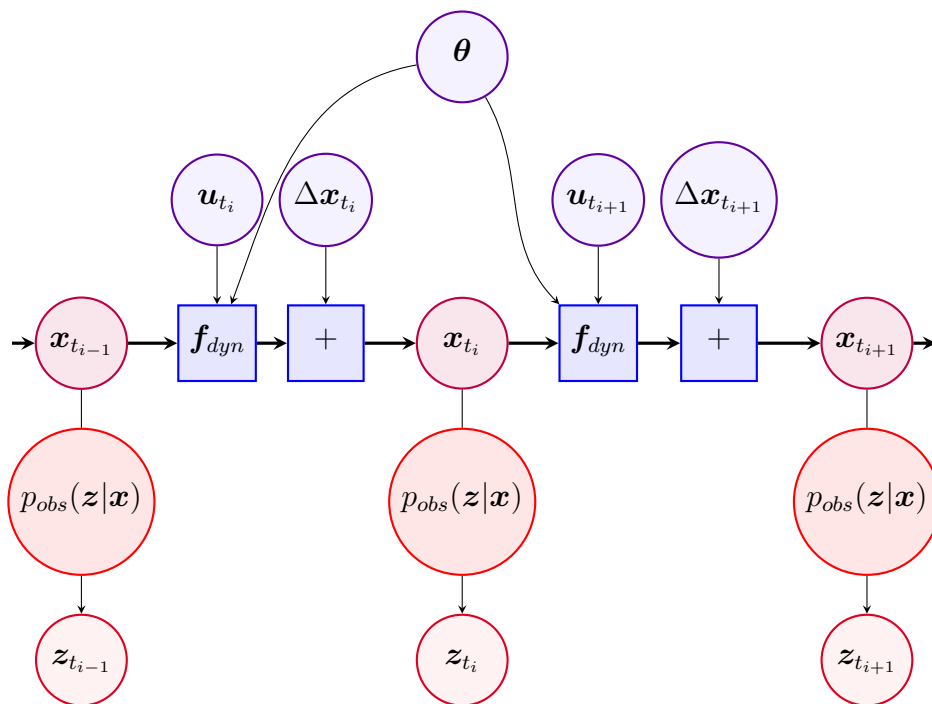 θ
u_{t_i} Δx_{t_i} u_{t_{i+1}} Δx_{t_{i+1}}
x_{t_{i−1}} f_{dyn} + x_{t_i} f_{dyn} + x_{t_{i+1}}
p_{obs}(z|x) p_{obs}(z|x) p_{obs}(z|x)
z_{t_{i−1}} z_{t_i} z_{t_{i+1}}